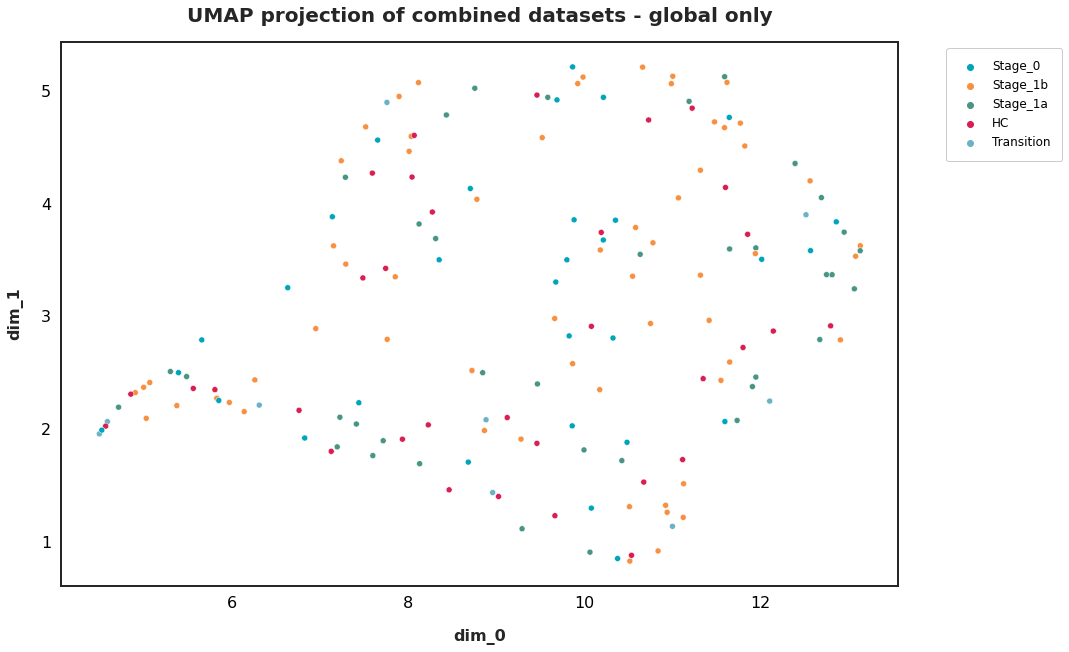 UMAP projection of combined datasets - global only
Stage_0
Stage_1b
Stage_1a
HC
Transition
5
4
3
2
1
dim_1
6 8 10 12
dim_0